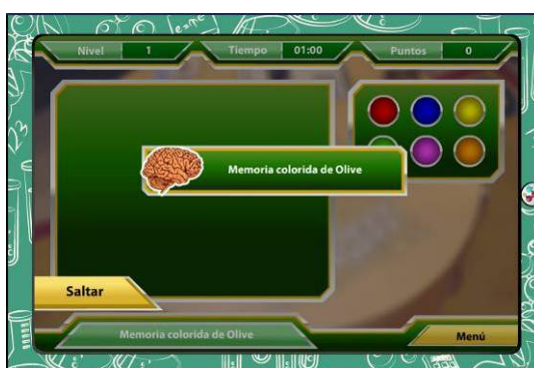 Nivel 1 Tiempo 01:00 Puntos 0
Memoria colorida de Olive
Saltar
Memoria colorida de Olive
Menú